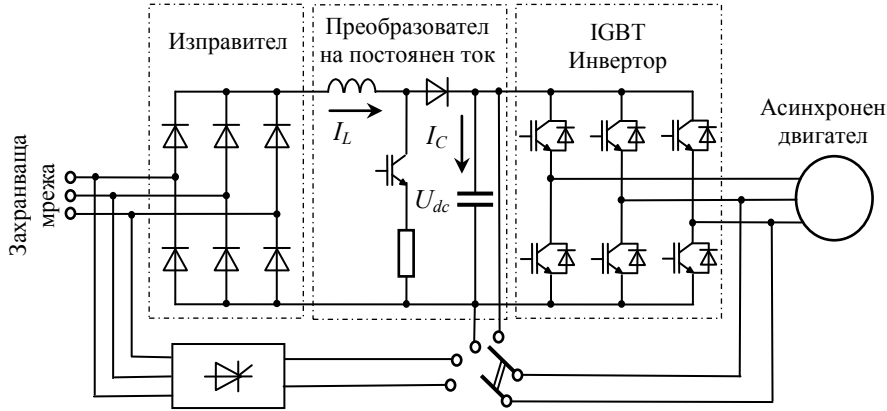 Изправител
Преобразовател
на постоянен ток
IGBT
Инвертор
Асинхронен
двигател
Захранваща
мрежа
I_L
I_C
U_dc